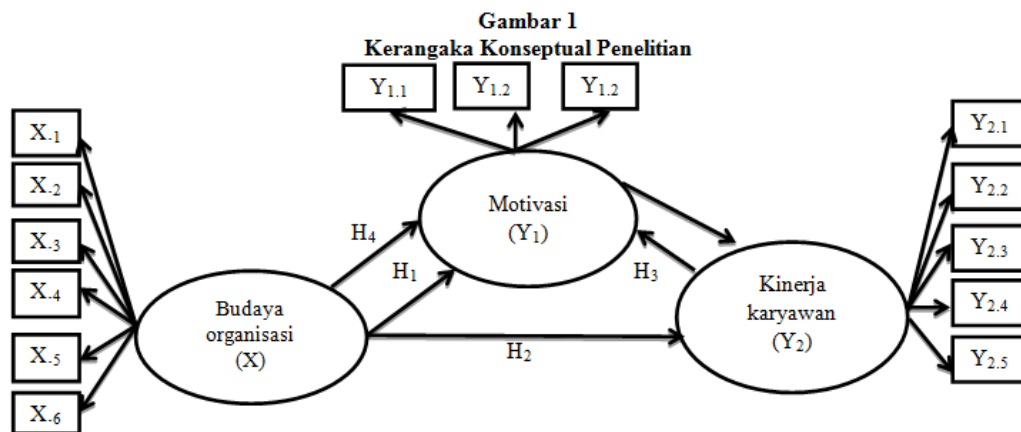 Gambar 1
Kerangaka Konseptual Penelitian
Y1.1 Y1.2 Y1.2
X.1
X.2
X.3
X.4
X.5
X.6
Motivasi
(Y1)
H4
H1
H3
H2
Budaya
organisasi
(X)
Kinerja
karyawan
(Y2)
Y2.1
Y2.2
Y2.3
Y2.4
Y2.5